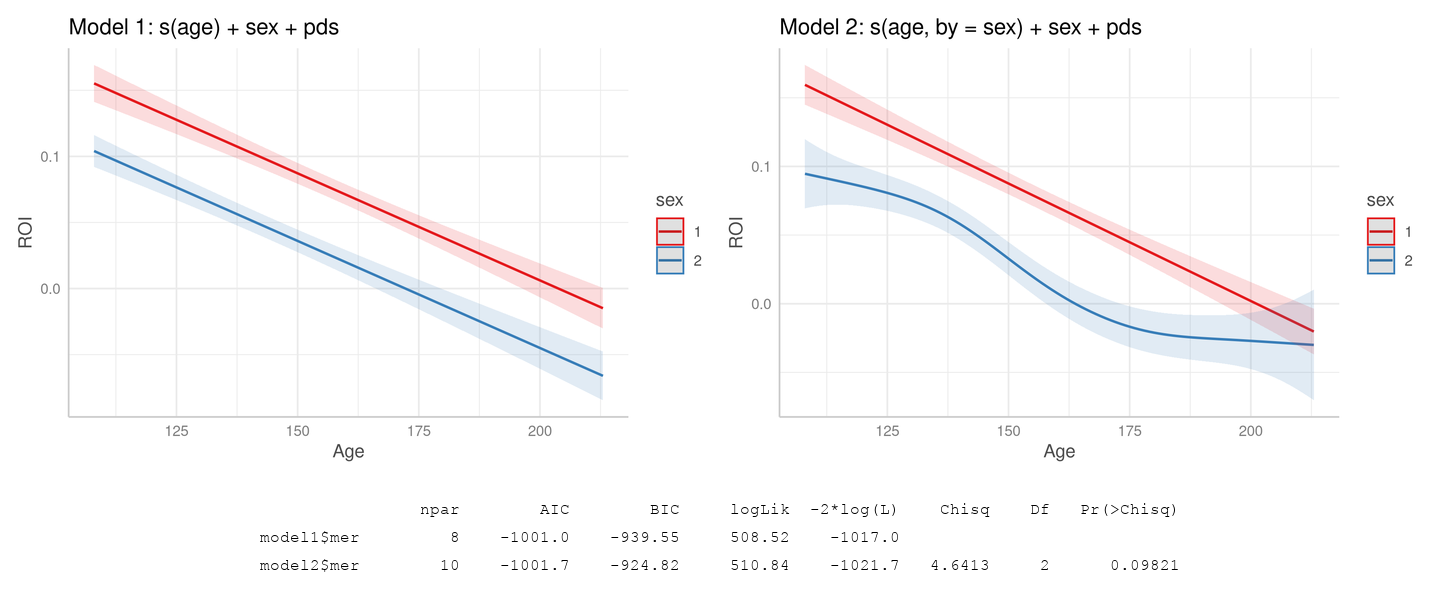 Model 1: s(age) + sex + pds
0.1
0.0
ROI
125 150 175 200
Age
sex
1
2
Model 2: s(age, by = sex) + sex + pds
0.1
0.0
ROI
125 150 175 200
Age
sex
1
2
npar AIC BIC logLik -2*log(L) Chisq Df Pr(>Chisq)
model1$mer 8 -1001.0 -939.55 508.52 -1017.0
model2$mer 10 -1001.7 -924.82 510.84 -1021.7 4.6413 2 0.09821